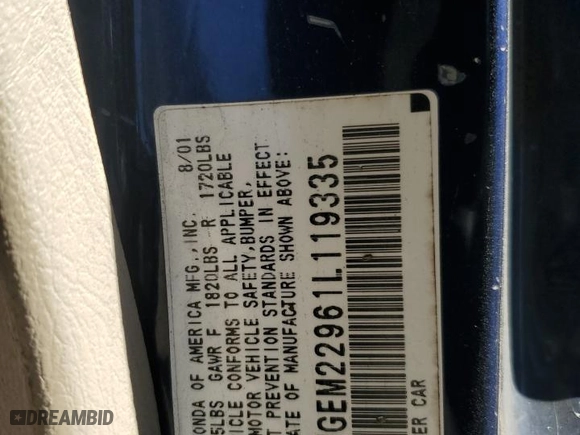 ONDA OF AMERICA MFG.,INC. 8/01
5LBS GAWR F 1820LBS R 1720LBS
ICLE CONFORMS TO ALL APPLICABLE
MOTOR VEHICLE SAFETY,BUMPER,
T PREVENTION STANDARDS IN EFFECT
ATE OF MANUFACTURE SHOWN ABOVE:
GEM22961L119335
ER CAR
© DREAMBID